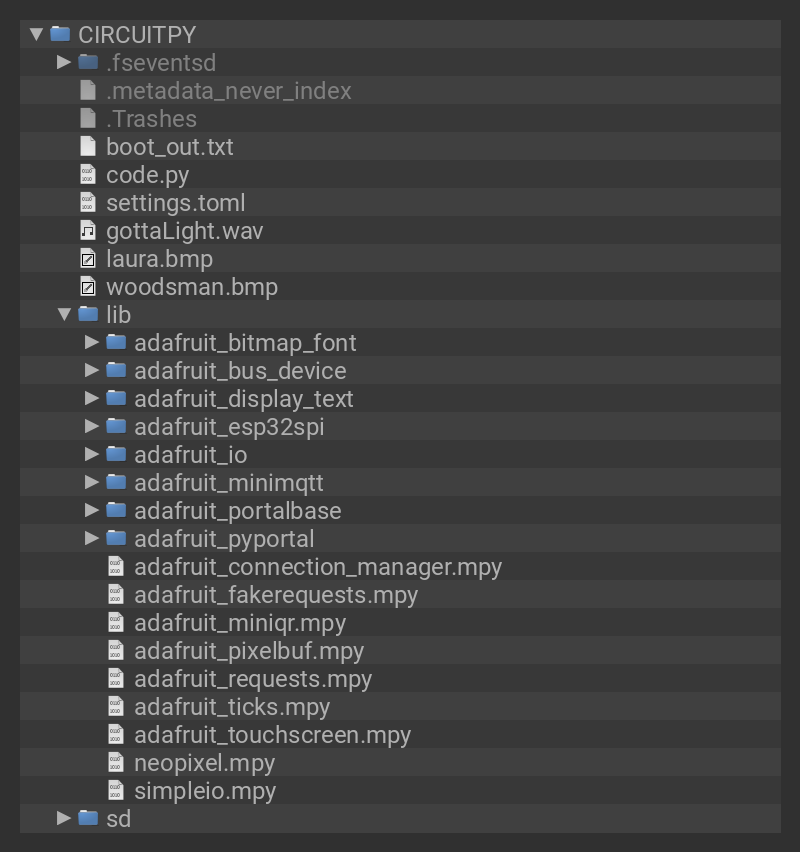 CIRCUITPY
.fseventsd
.metadata_never_index
.Trashes
boot_out.txt
code.py
settings.toml
gottaLight.wav
laura.bmp
woodsman.bmp
lib
adafruit_bitmap_font
adafruit_bus_device
adafruit_display_text
adafruit_esp32spi
adafruit_io
adafruit_minimqtt
adafruit_portalbase
adafruit_pyportal
adafruit_connection_manager.mpy
adafruit_fakerequests.mpy
adafruit_miniqr.mpy
adafruit_pixelbuf.mpy
adafruit_requests.mpy
adafruit_ticks.mpy
adafruit_touchscreen.mpy
neopixel.mpy
simpleio.mpy
sd